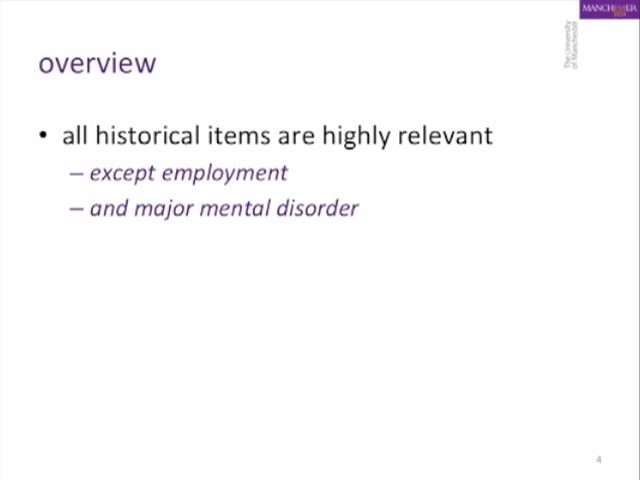 MANCHESTER
1824
The University
of Manchester
overview
• all historical items are highly relevant
– except employment
– and major mental disorder
4